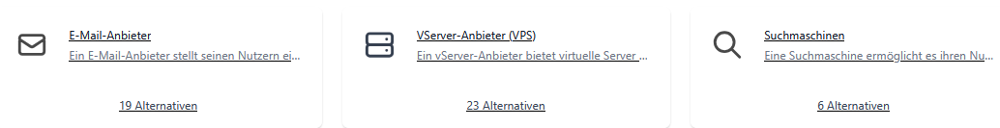 E-Mail-Anbieter
Ein E-Mail-Anbieter stellt seinen Nutzern ei...
19 Alternativen
VServer-Anbieter (VPS)
Ein vServer-Anbieter bietet virtuelle Server ...
23 Alternativen
Suchmaschinen
Eine Suchmaschine ermöglicht es ihren Nu...
6 Alternativen